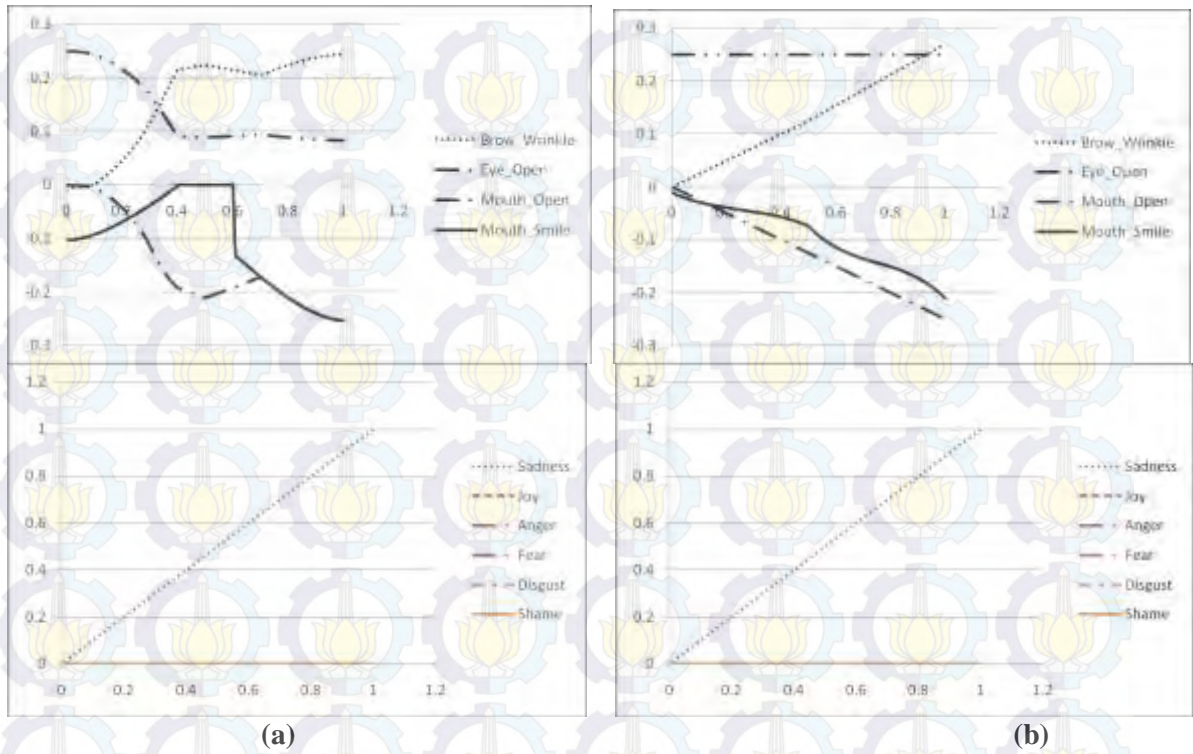 0.3
0.2
0.1
0
-0.1
-0.2
-0.3
0 0.2 0.4 0.6 0.8 1 1.2
Brow_Wrinkle
Eye_Open
Mouth_Open
Mouth_Smile
0.3
0.2
0.1
0
-0.1
-0.2
-0.3
0 0.2 0.4 0.6 0.8 1 1.2
Brow_Wrinkle
Eye_Open
Mouth_Open
Mouth_Smile
1.2
1
0.8
0.6
0.4
0.2
0
0 0.2 0.4 0.6 0.8 1 1.2
Sadness
Joy
Anger
Fear
Disgust
Shame
1.2
1
0.8
0.6
0.4
0.2
0
0 0.2 0.4 0.6 0.8 1 1.2
Sadness
Joy
Anger
Fear
Disgust
Shame
(a) (b)